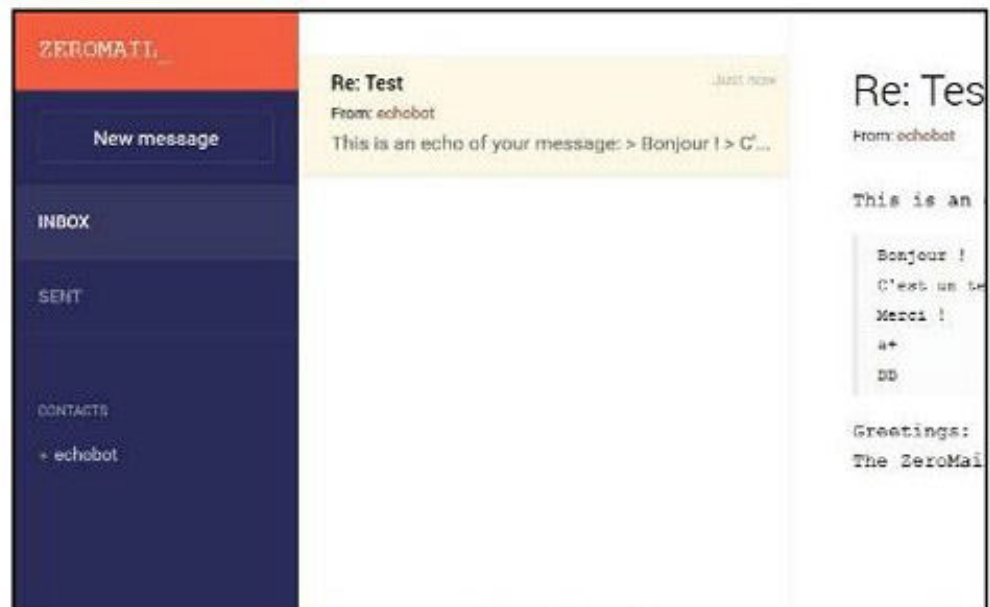 ZEROMAIL_
New message
INBOX
SENT
CONTACTS
+ echobot
Re: Test
Just now
From: echobot
This is an echo of your message: > Bonjour ! > C'...
Re: Tes
From: echobot
This is an
Bonjour !
C'est un te
Merci !
a+
DD
Greetings:
The ZeroMai